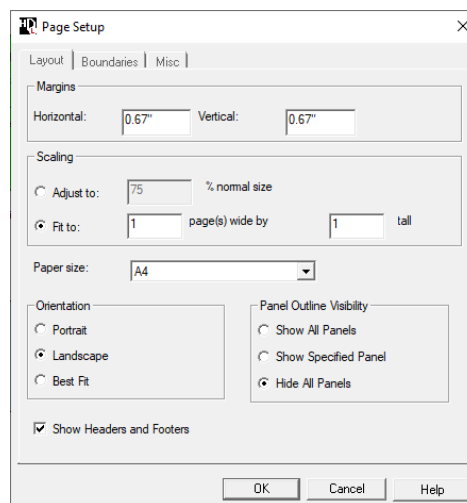 Page Setup
Layout Boundaries Misc
Margins
Horizontal: 0.67" Vertical: 0.67"
Scaling
Adjust to: 75 % normal size
Fit to: 1 page(s) wide by 1 tall
Paper size: A4
Orientation
Portrait
Landscape
Best Fit
Panel Outline Visibility
Show All Panels
Show Specified Panel
Hide All Panels
Show Headers and Footers
OK Cancel Help